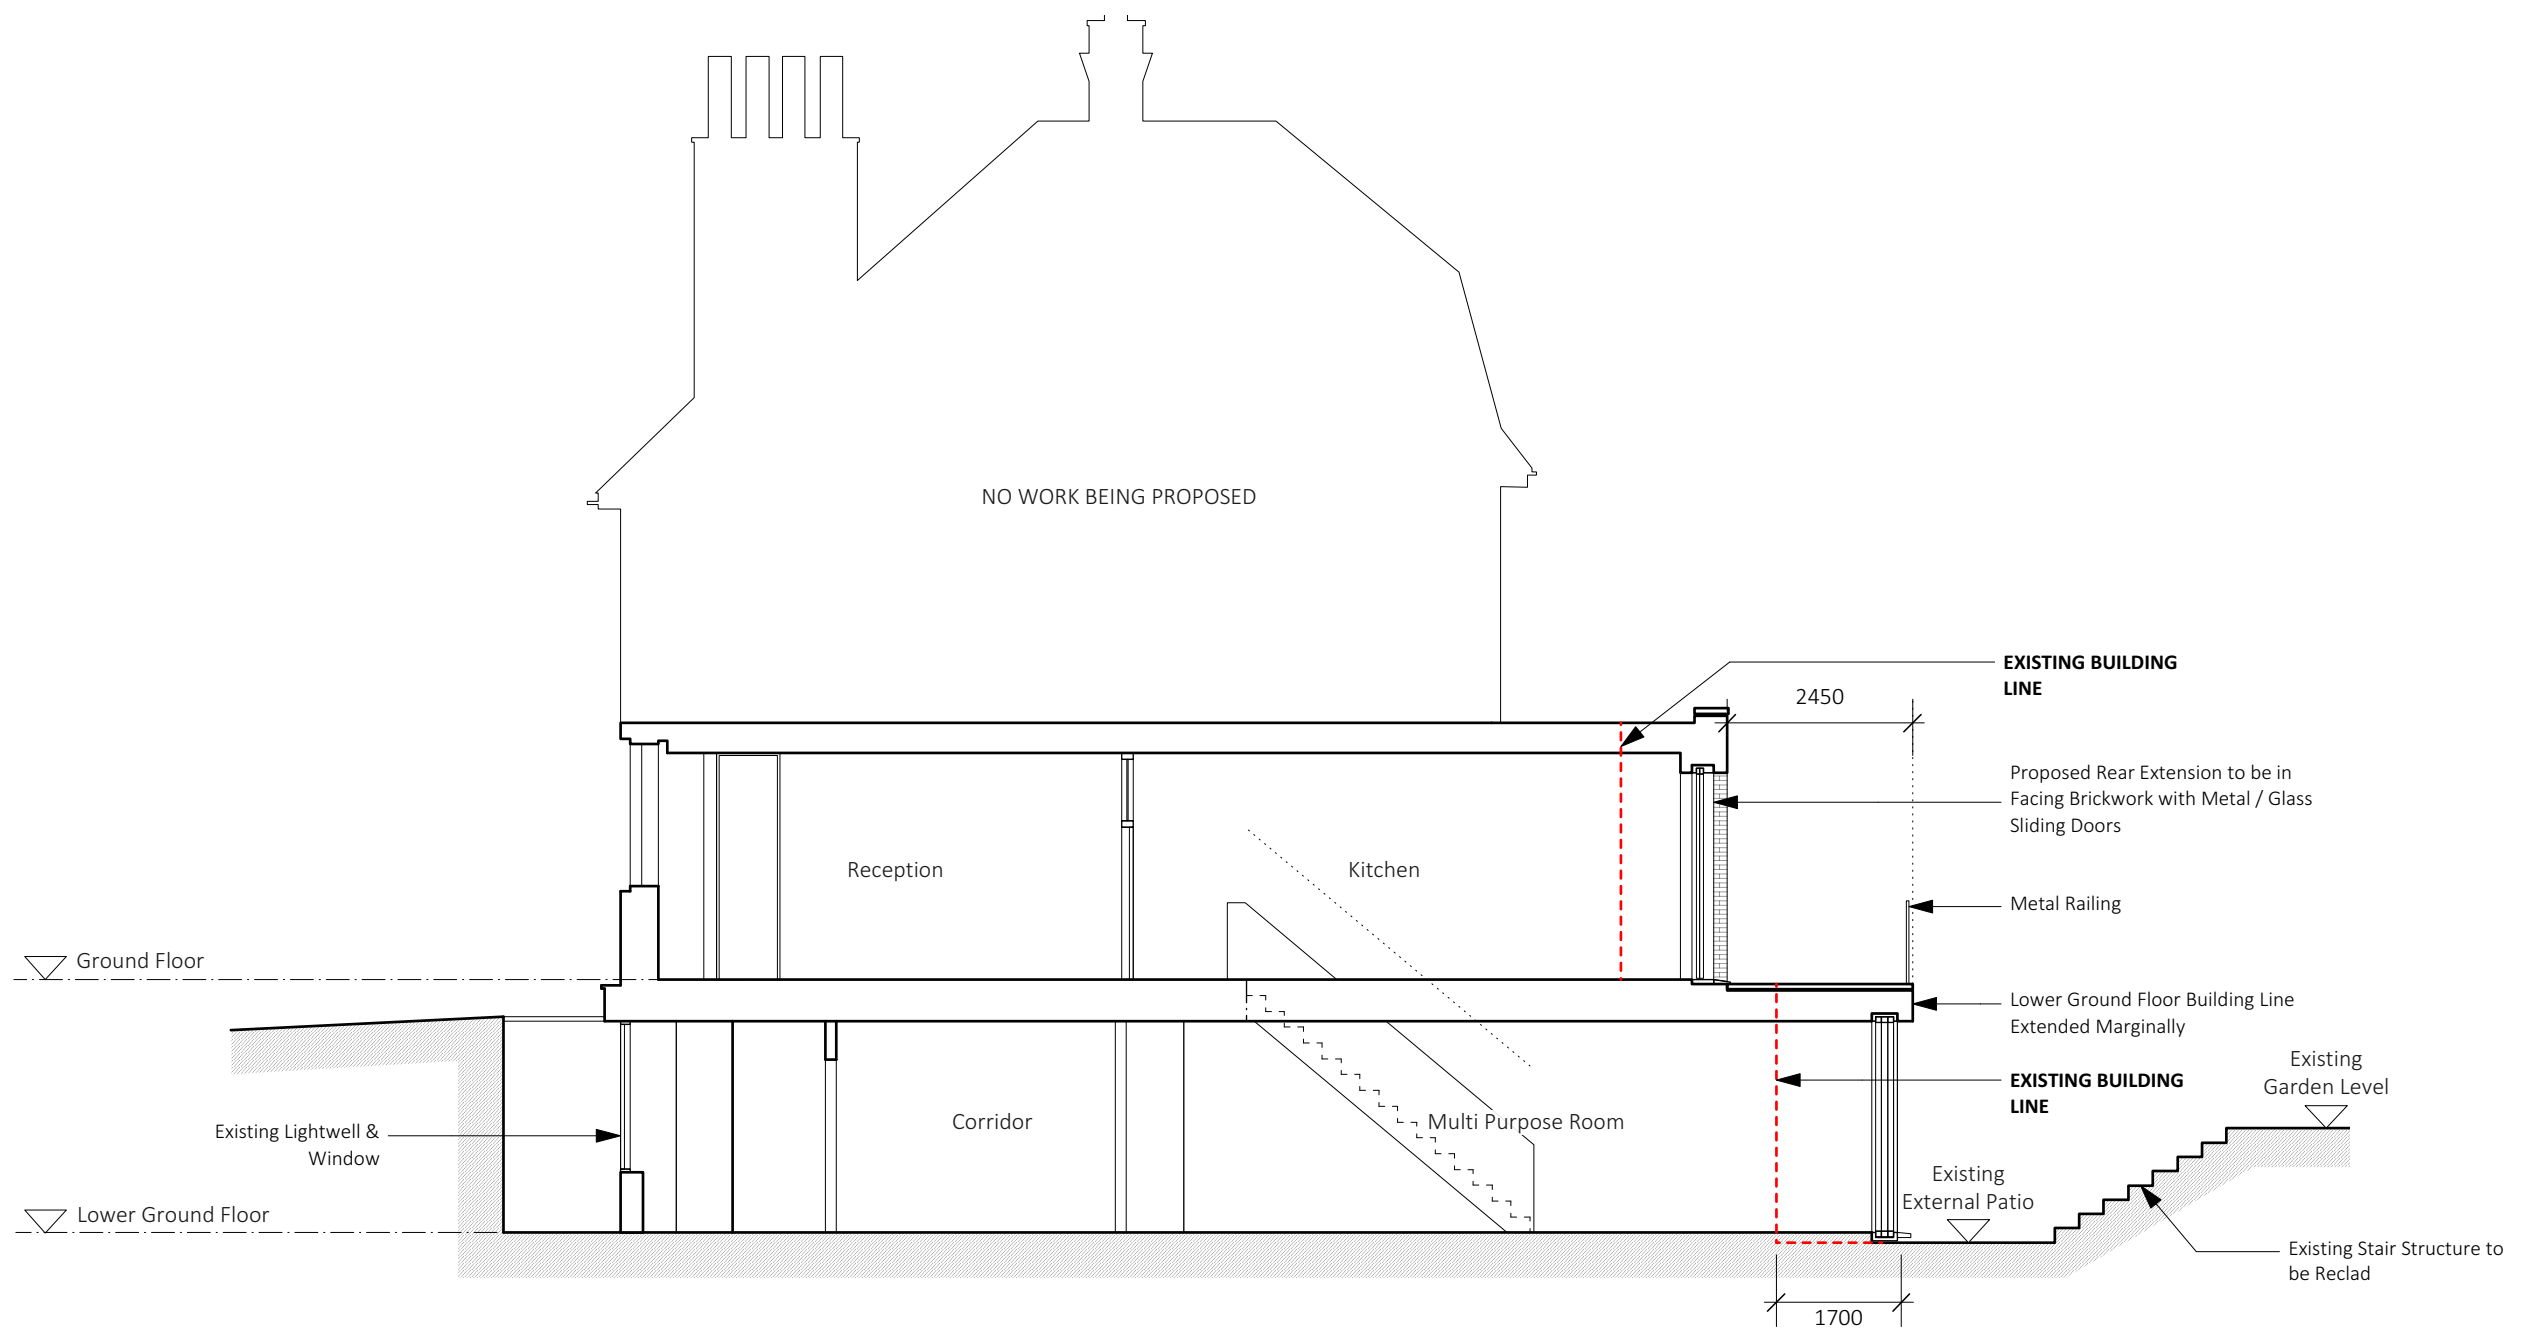 NO WORK BEING PROPOSED
EXISTING BUILDING
LINE
2450
Proposed Rear Extension to be in
Facing Brickwork with Metal / Glass
Sliding Doors
Reception
Kitchen
Metal Railing
Ground Floor
Lower Ground Floor Building Line
Extended Marginally
Existing
Garden Level
EXISTING BUILDING
LINE
Existing Lightwell &
Window
Corridor
Multi Purpose Room
Existing
External Patio
Lower Ground Floor
Existing Stair Structure to
be Reclad
1700